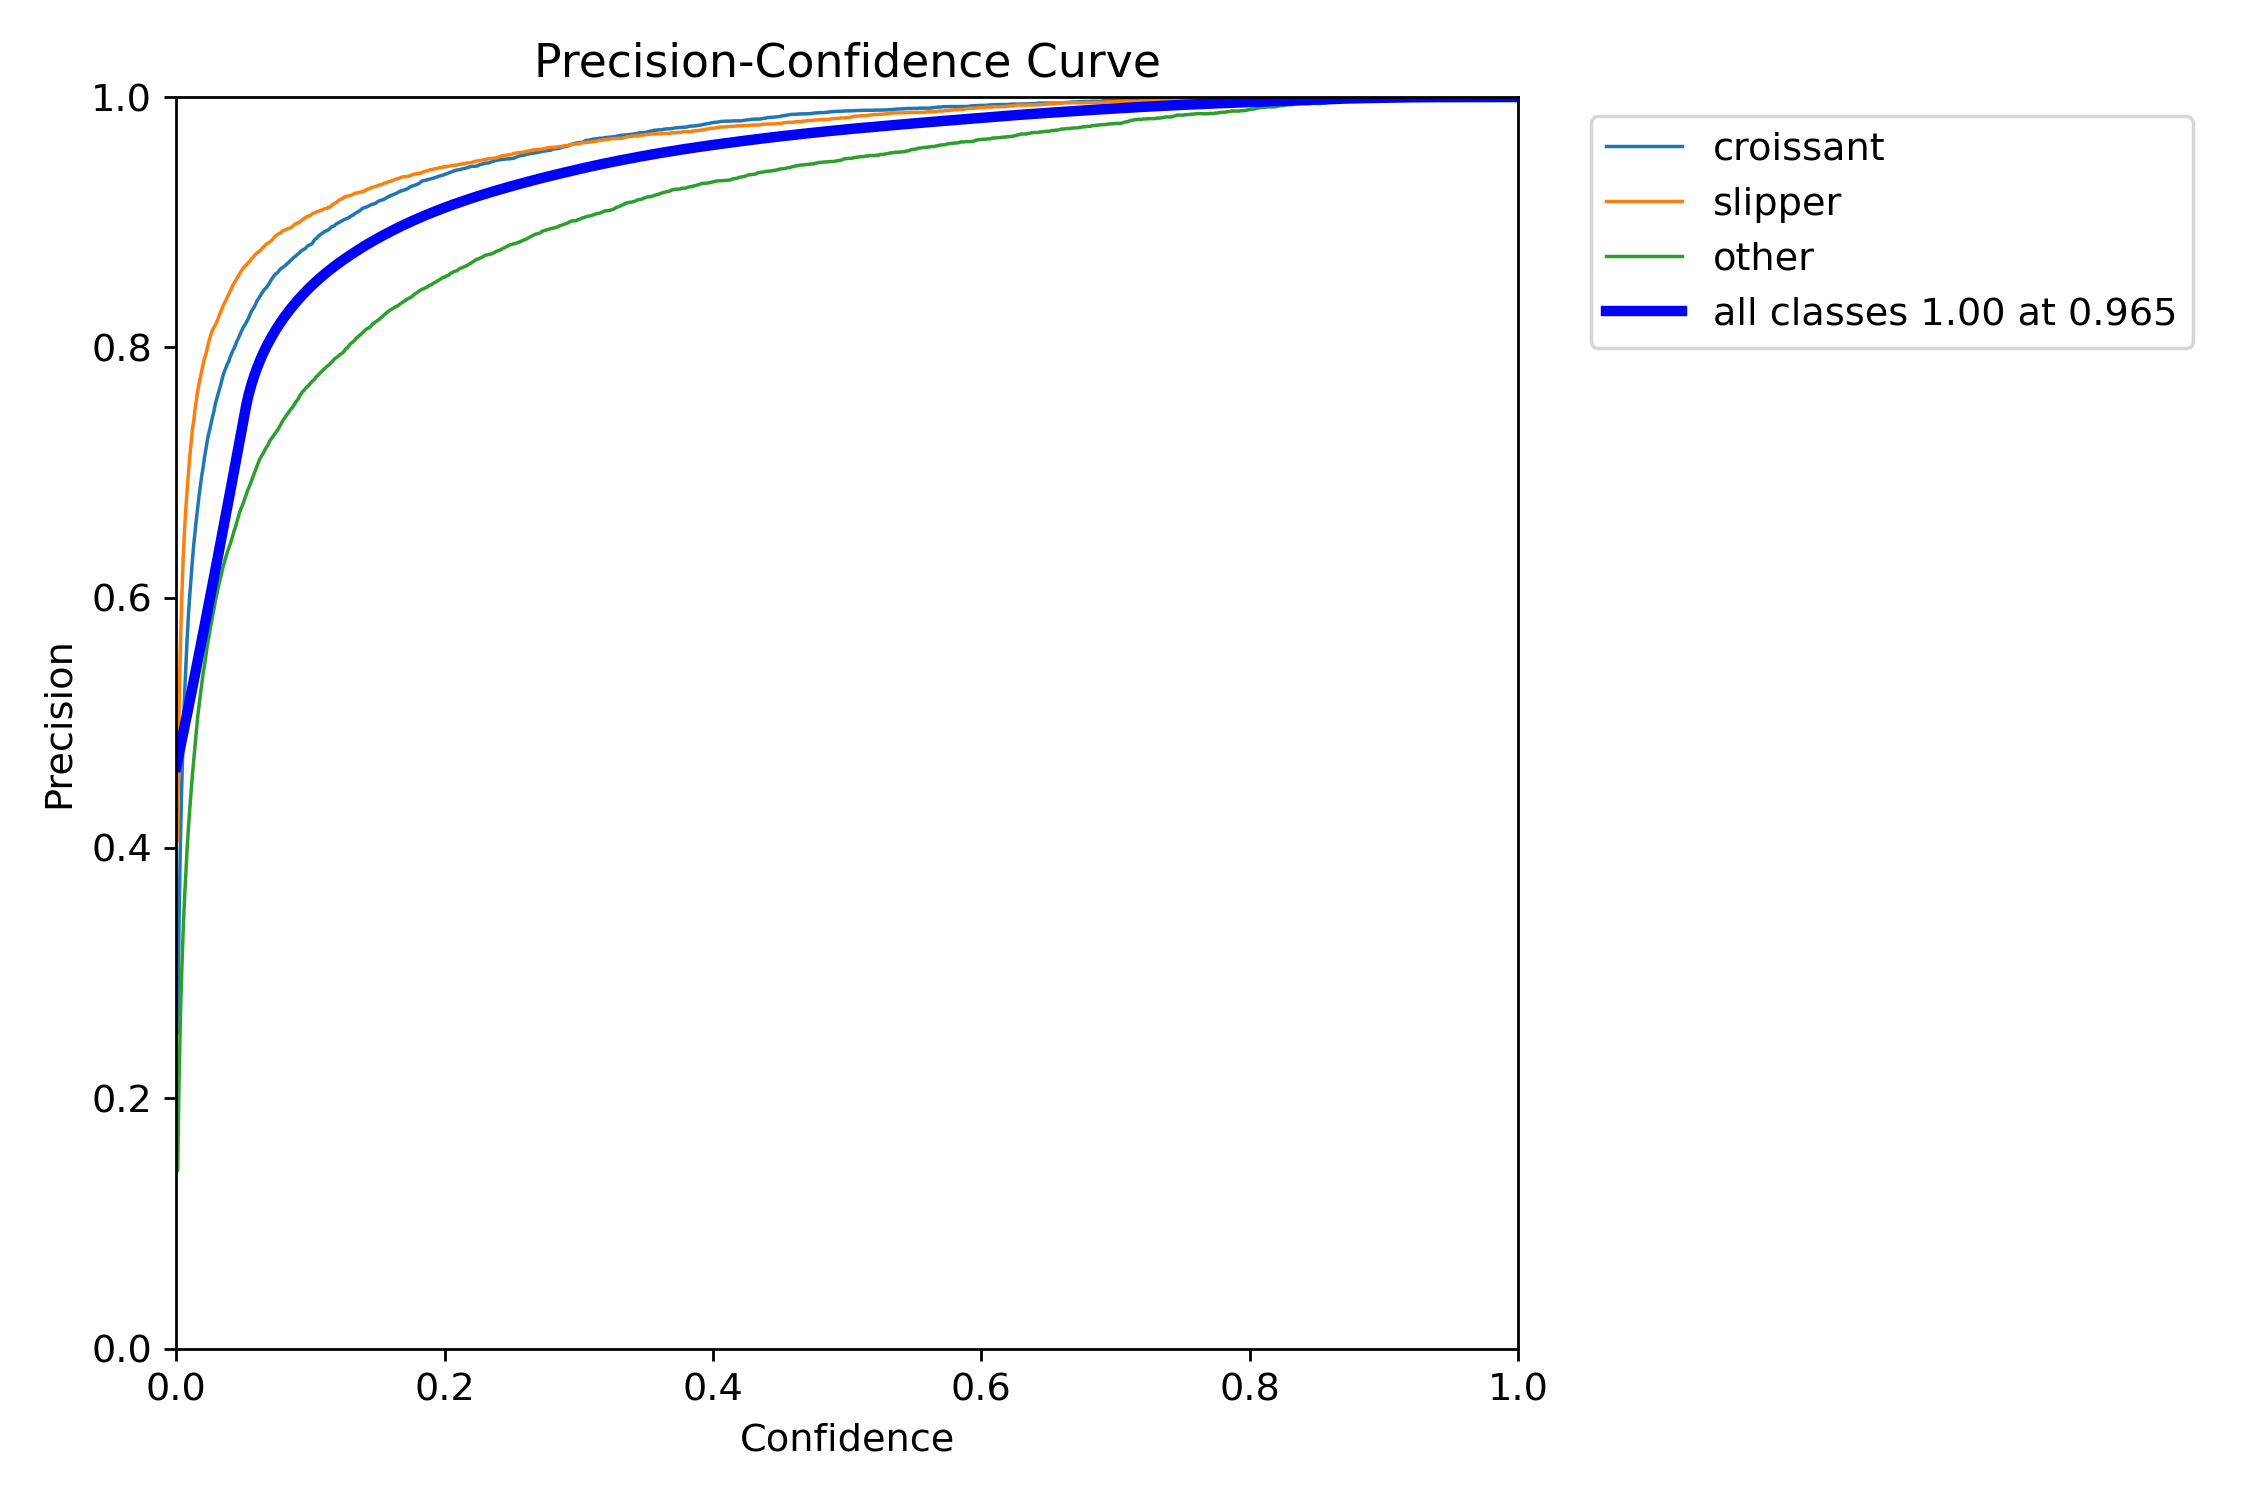 Precision-Confidence Curve
1.0
0.8
0.6
0.4
0.2
0.0
Precision
0.0 0.2 0.4 0.6 0.8 1.0
Confidence
croissant
slipper
other
all classes 1.00 at 0.965